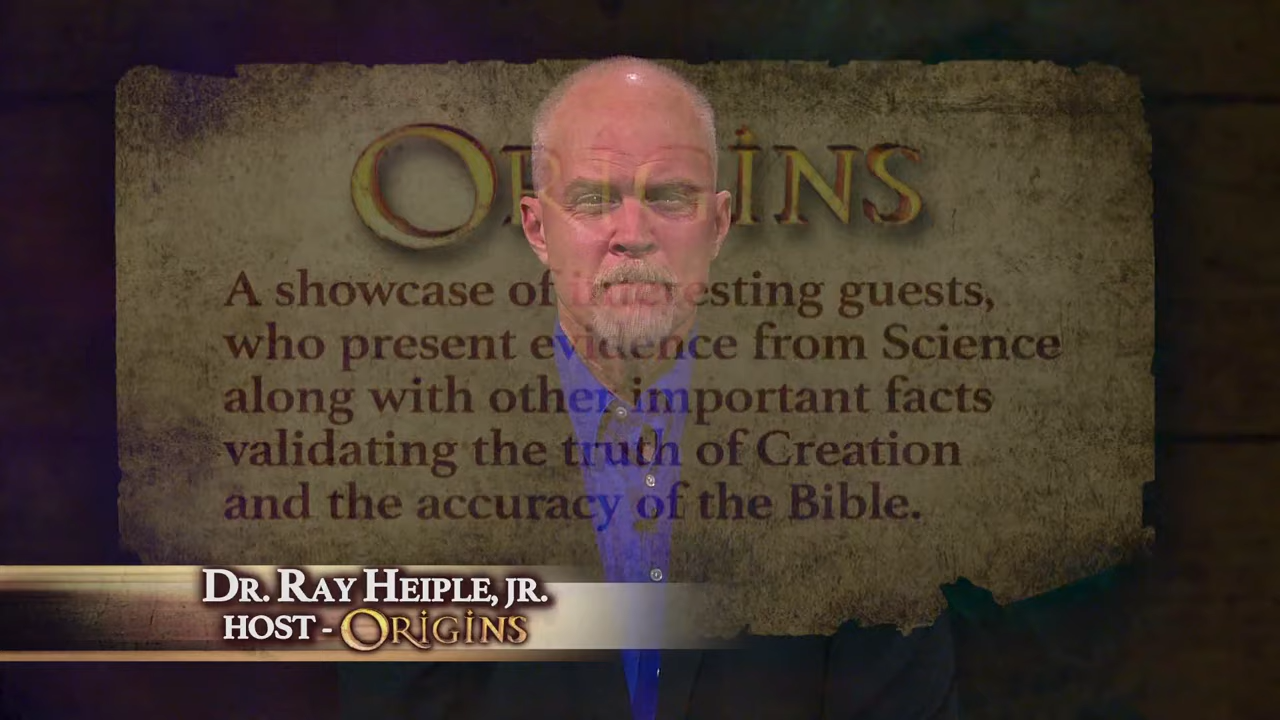 ORIGINS
A showcase of interesting guests,
who present evidence from Science
along with other important facts
validating the truth of Creation
and the accuracy of the Bible.
DR. RAY HEIPLE, JR.
HOST - ORIGINS